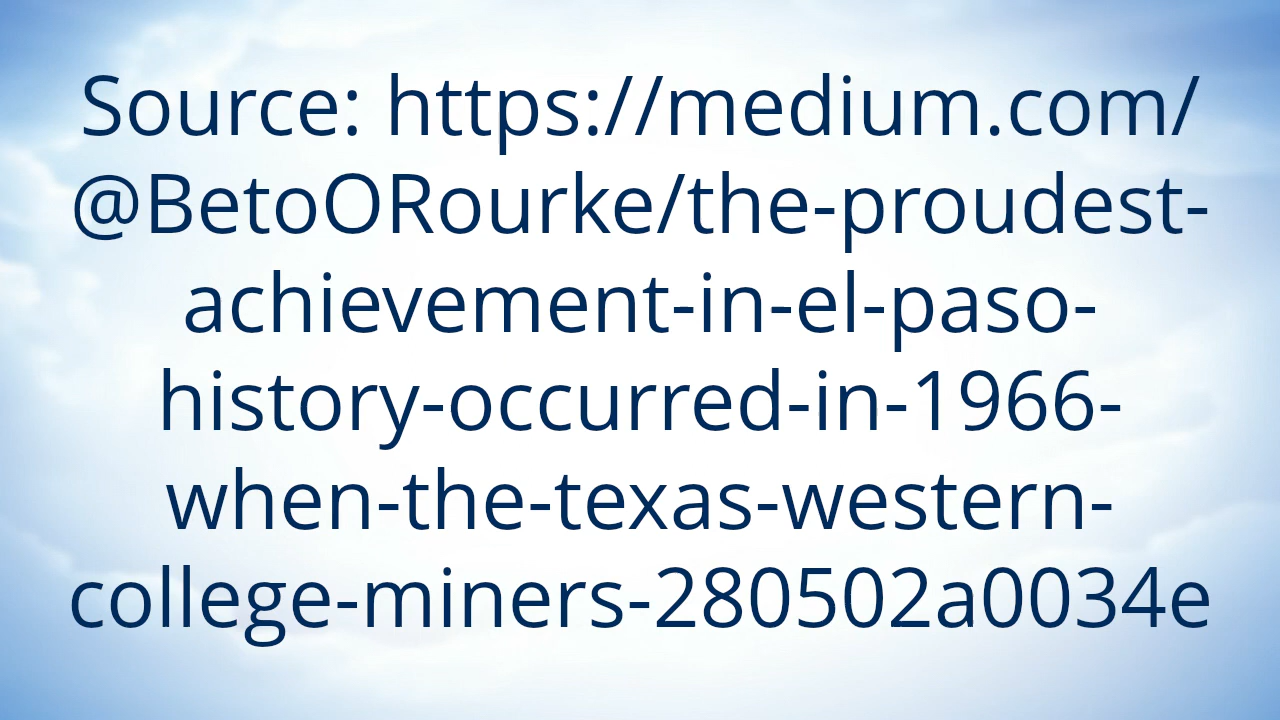 Source: https://medium.com/
@BetoORourke/the-proudest-
achievement-in-el-paso-
history-occurred-in-1966-
when-the-texas-western-
college-miners-280502a0034e